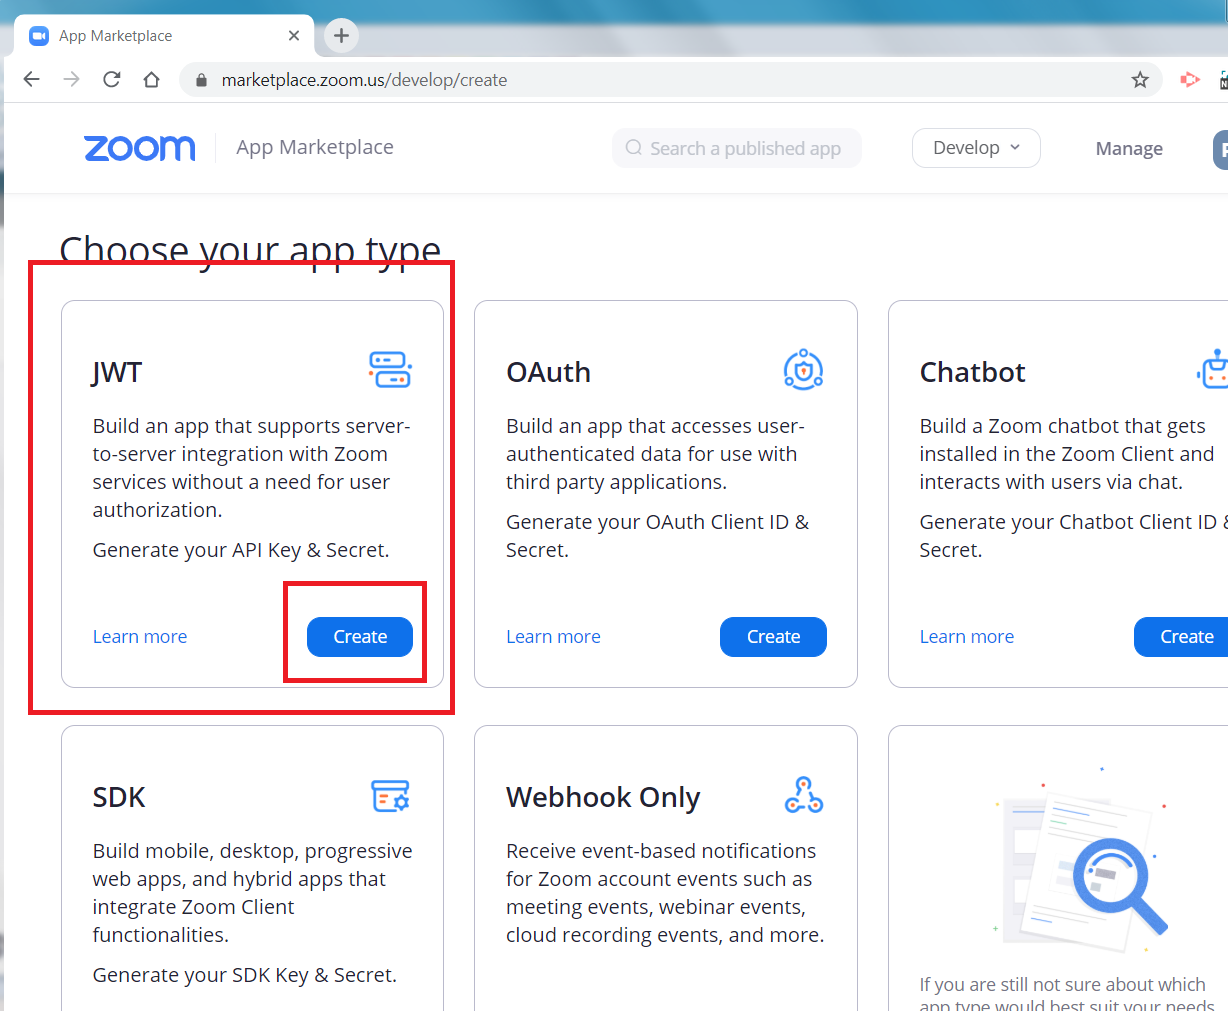 App Marketplace
marketplace.zoom.us/develop/create
zoom
App Marketplace
Search a published app
Develop
Manage
Choose your app type
JWT
Build an app that supports server-
to-server integration with Zoom
services without a need for user
authorization.
Generate your API Key & Secret.
Learn more
Create
OAuth
Build an app that accesses user-
authenticated data for use with
third party applications.
Generate your OAuth Client ID &
Secret.
Learn more
Create
Chatbot
Build a Zoom chatbot that gets
installed in the Zoom Client and
interacts with users via chat.
Generate your Chatbot Client ID &
Secret.
Learn more
Create
SDK
Build mobile, desktop, progressive
web apps, and hybrid apps that
integrate Zoom Client
functionalities.
Generate your SDK Key & Secret.
Webhook Only
Receive event-based notifications
for Zoom account events such as
meeting events, webinar events,
cloud recording events, and more.
If you are still not sure about which
app type would best suit your needs